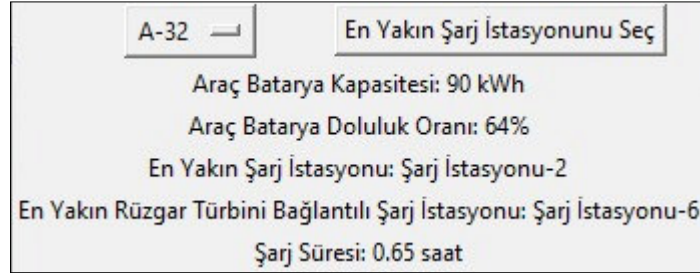 A-32 En Yakın Şarj İstasyonunu Seç
Araç Batarya Kapasitesi: 90 kWh
Araç Batarya Doluluk Oranı: 64%
En Yakın Şarj İstasyonu: Şarj İstasyonu-2
En Yakın Rüzgar Türbini Bağlantılı Şarj İstasyonu: Şarj İstasyonu-6
Şarj Süresi: 0.65 saat